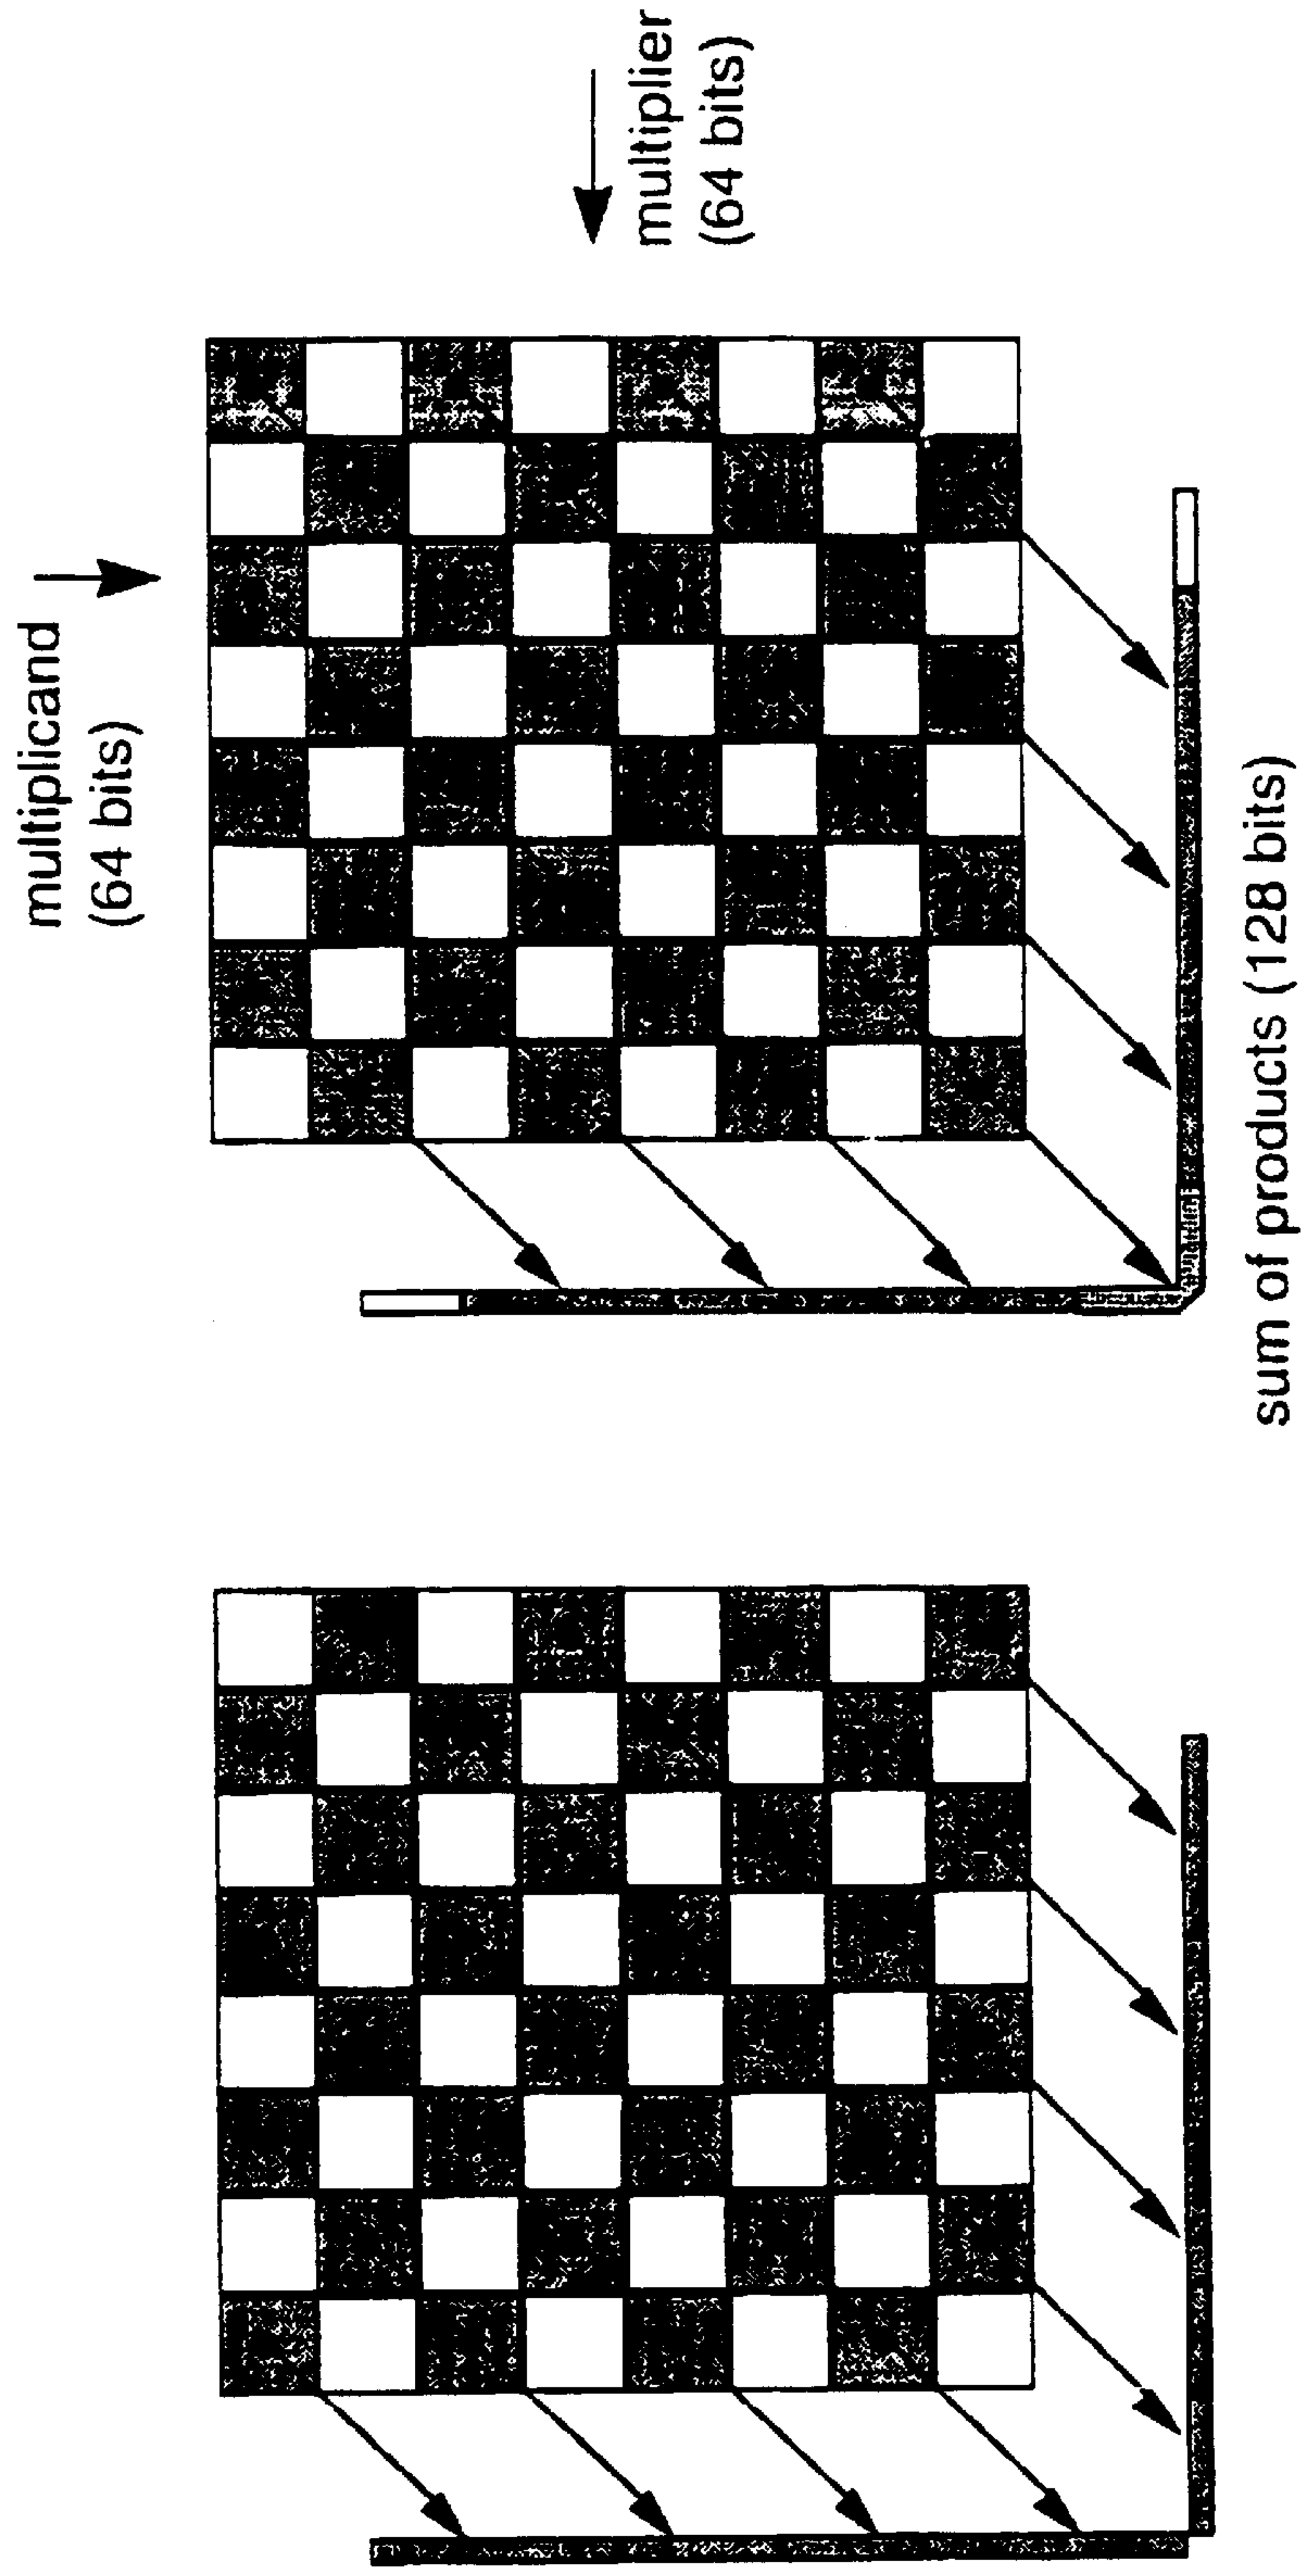 multiplicand
(64 bits)
multiplier
(64 bits)
sum of products (128 bits)